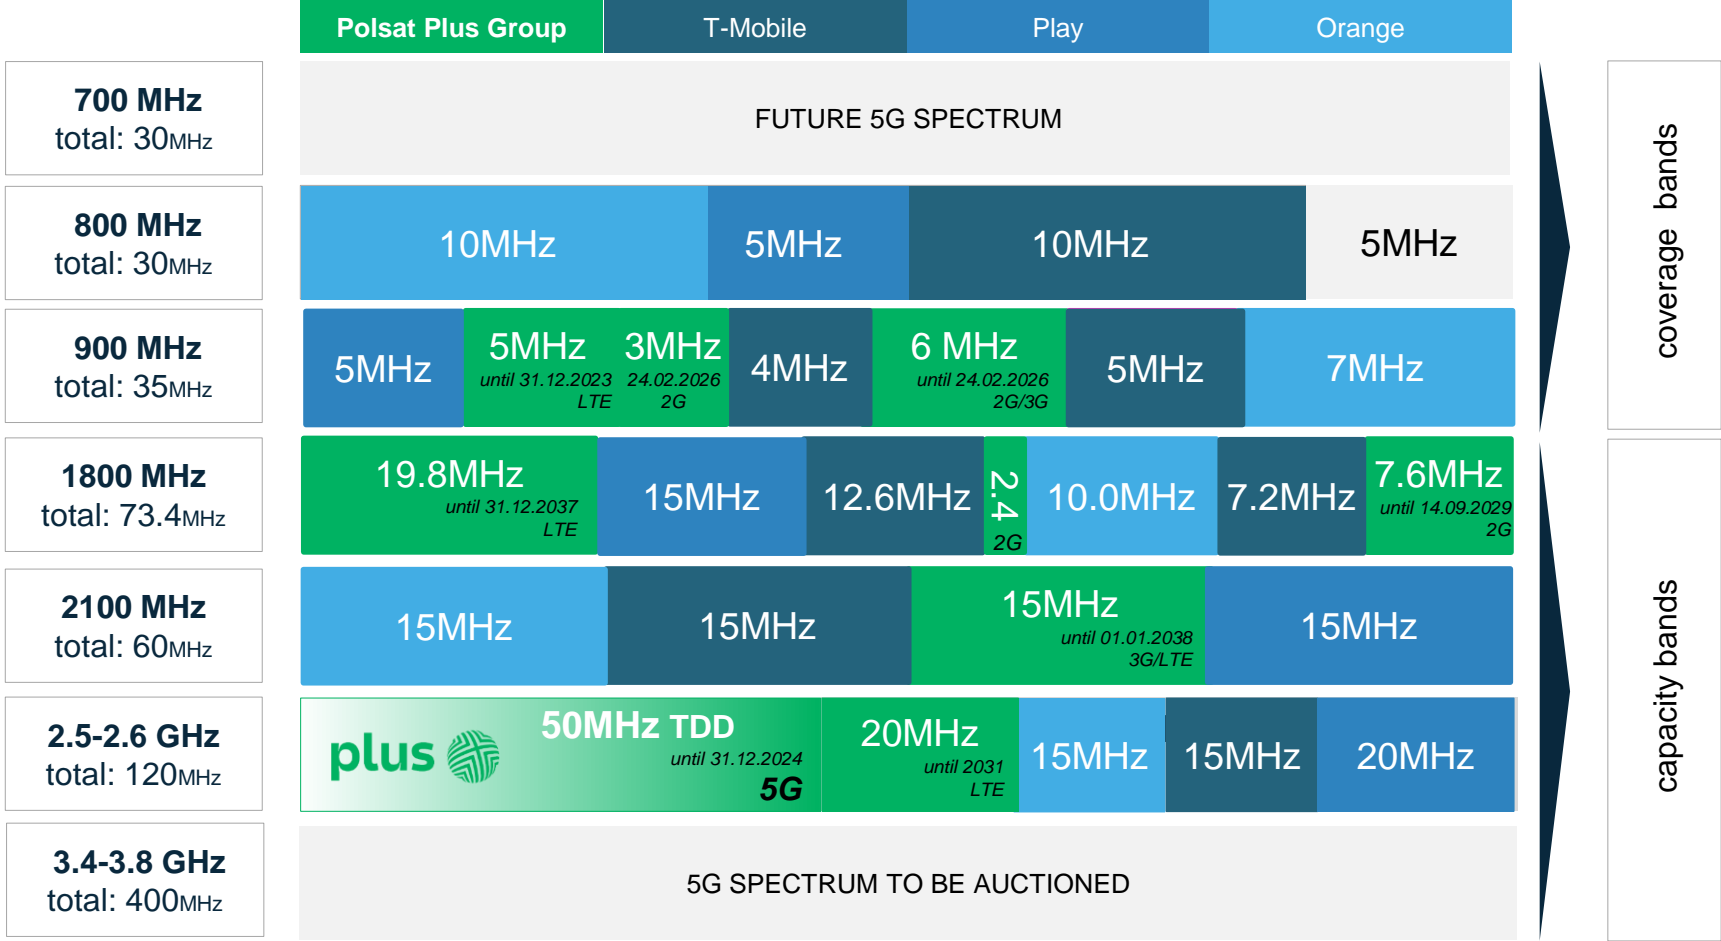 Polsat Plus Group T-Mobile Play Orange
700 MHz
total: 30MHz
FUTURE 5G SPECTRUM
800 MHz
total: 30MHz
10MHz 5MHz 10MHz 5MHz
900 MHz
total: 35MHz
5MHz
5MHz
until 31.12.2023
LTE
3MHz
24.02.2026
2G
4MHz
6 MHz
until 24.02.2026
2G/3G
5MHz
7MHz
coverage bands
1800 MHz
total: 73.4MHz
19.8MHz
until 31.12.2037
LTE
15MHz
12.6MHz
2.4
2G
10.0MHz
7.2MHz
7.6MHz
until 14.09.2029
2G
2100 MHz
total: 60MHz
15MHz
15MHz
15MHz
until 01.01.2038
3G/LTE
15MHz
2.5-2.6 GHz
total: 120MHz
plus
50MHz TDD
until 31.12.2024
5G
20MHz
until 2031
LTE
15MHz
15MHz
20MHz
3.4-3.8 GHz
total: 400MHz
5G SPECTRUM TO BE AUCTIONED
capacity bands